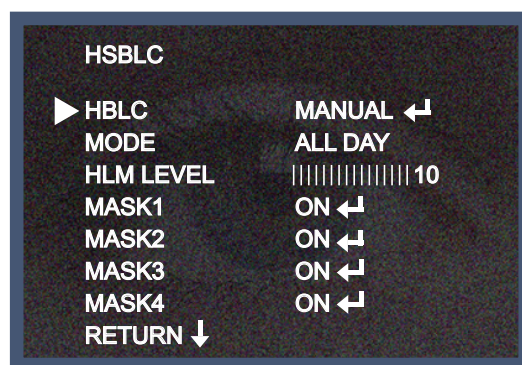 HSBLC
HBLC MANUAL
MODE ALL DAY
HLM LEVEL 10
MASK1 ON
MASK2 ON
MASK3 ON
MASK4 ON
RETURN